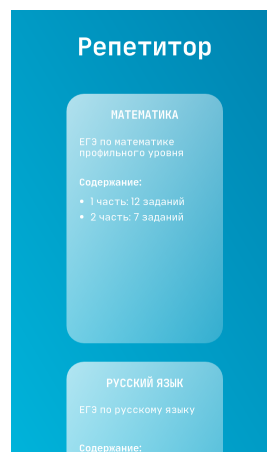 Репетитор
МАТЕМАТИКА
ЕГЭ по математике
профильного уровня
Содержание:
1 часть: 12 заданий
2 часть: 7 заданий
РУССКИЙ ЯЗЫК
ЕГЭ по русскому языку
Содержание: